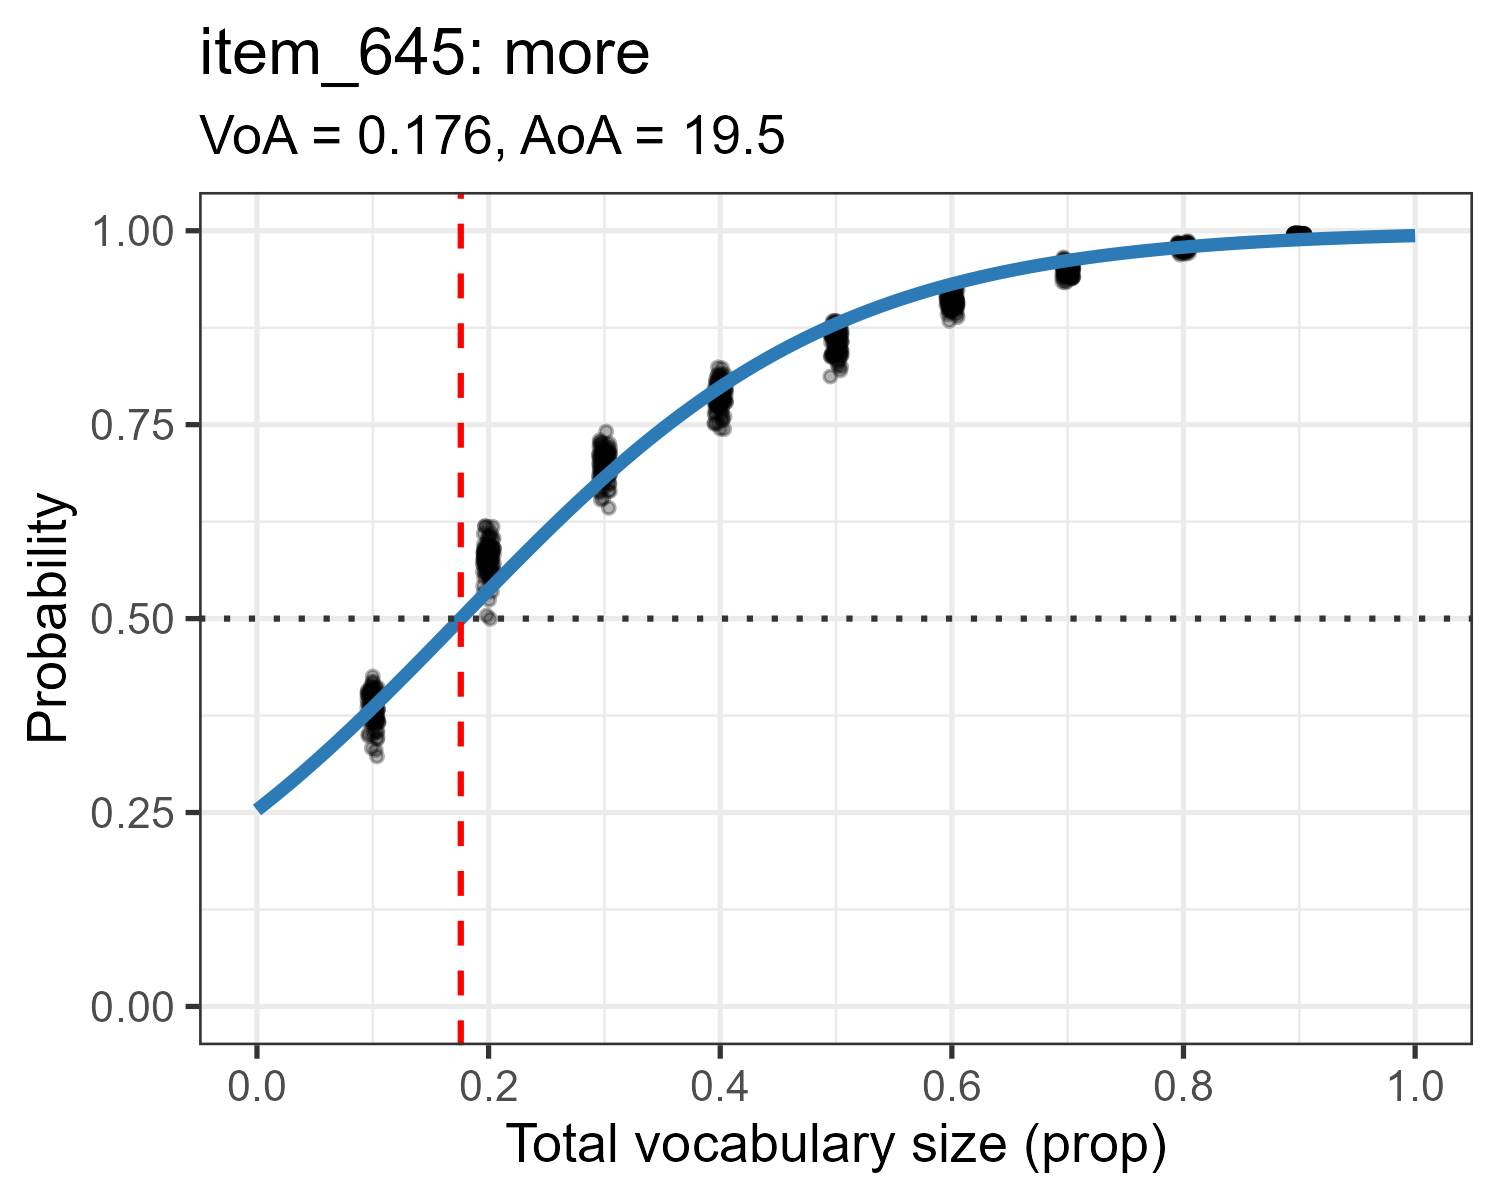 item_645: more
VoA = 0.176, AoA = 19.5
1.00
0.75
0.50
0.25
0.00
Probability
0.0 0.2 0.4 0.6 0.8 1.0
Total vocabulary size (prop)